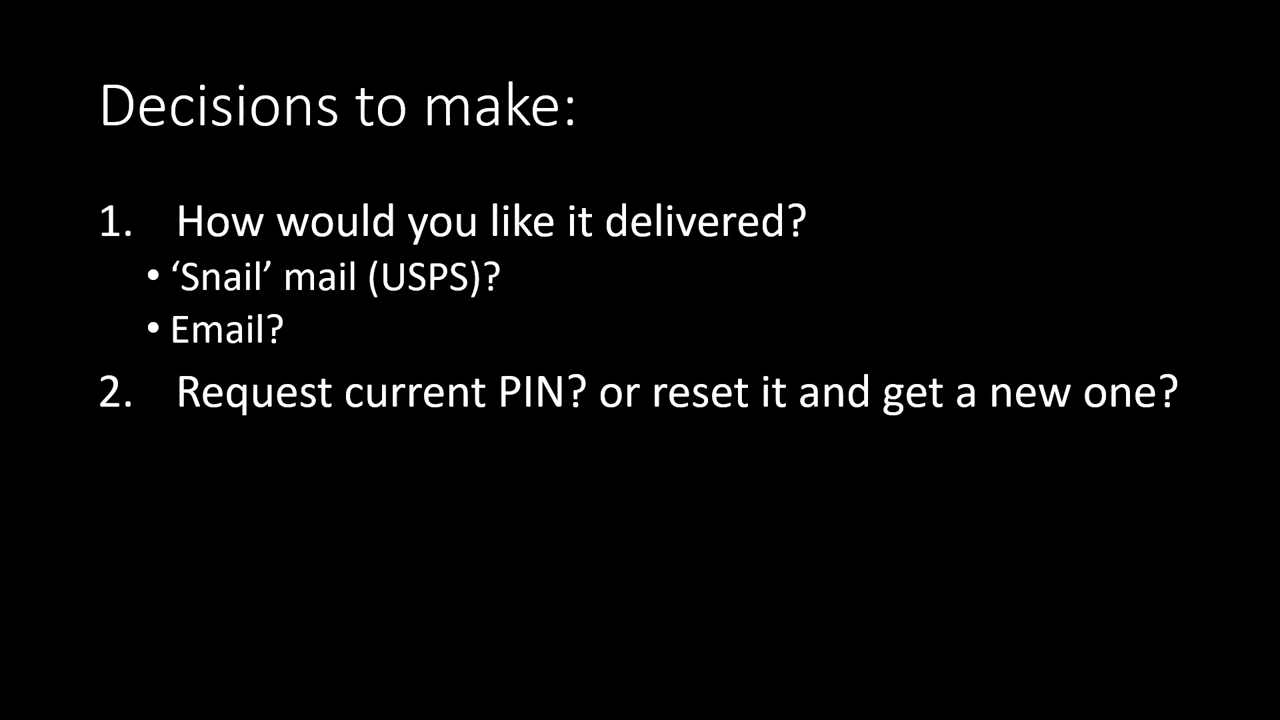 Decisions to make:
1. How would you like it delivered?
• ‘Snail’ mail (USPS)?
• Email?
2. Request current PIN? or reset it and get a new one?